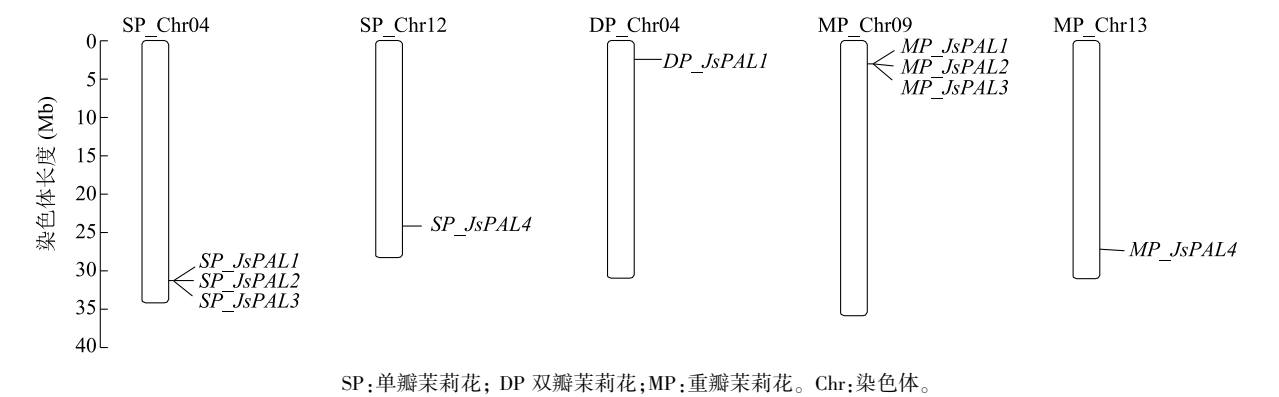 SP_Chr04 SP_Chr12 DP_Chr04 MP_Chr09 MP_Chr13
染色体长度 (Mb)
0
5
10
15
20
25
30
35
40
SP_JsPAL1
SP_JsPAL2
SP_JsPAL3
SP_JsPAL4
DP_JsPAL1
MP_JsPAL1
MP_JsPAL2
MP_JsPAL3
MP_JsPAL4
SP:单瓣茉莉花; DP 双瓣茉莉花;MP:重瓣茉莉花。Chr:染色体。